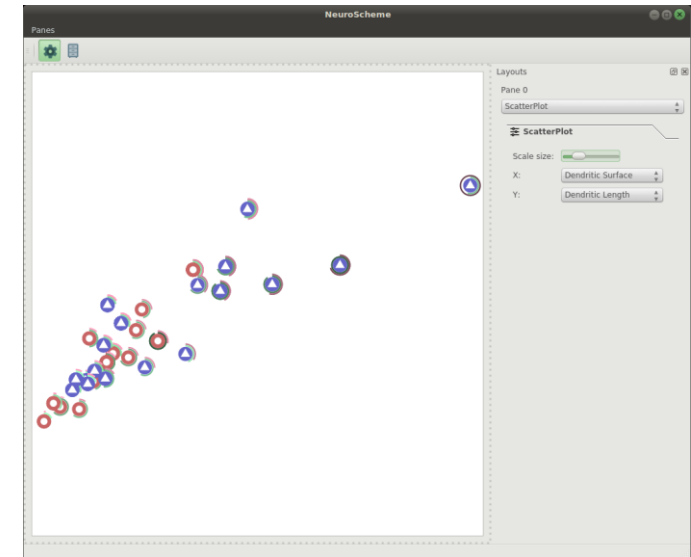 NeuroScheme
Panes
Layouts
Pane 0
ScatterPlot
ScatterPlot
Scale size:
X: Dendritic Surface
Y: Dendritic Length